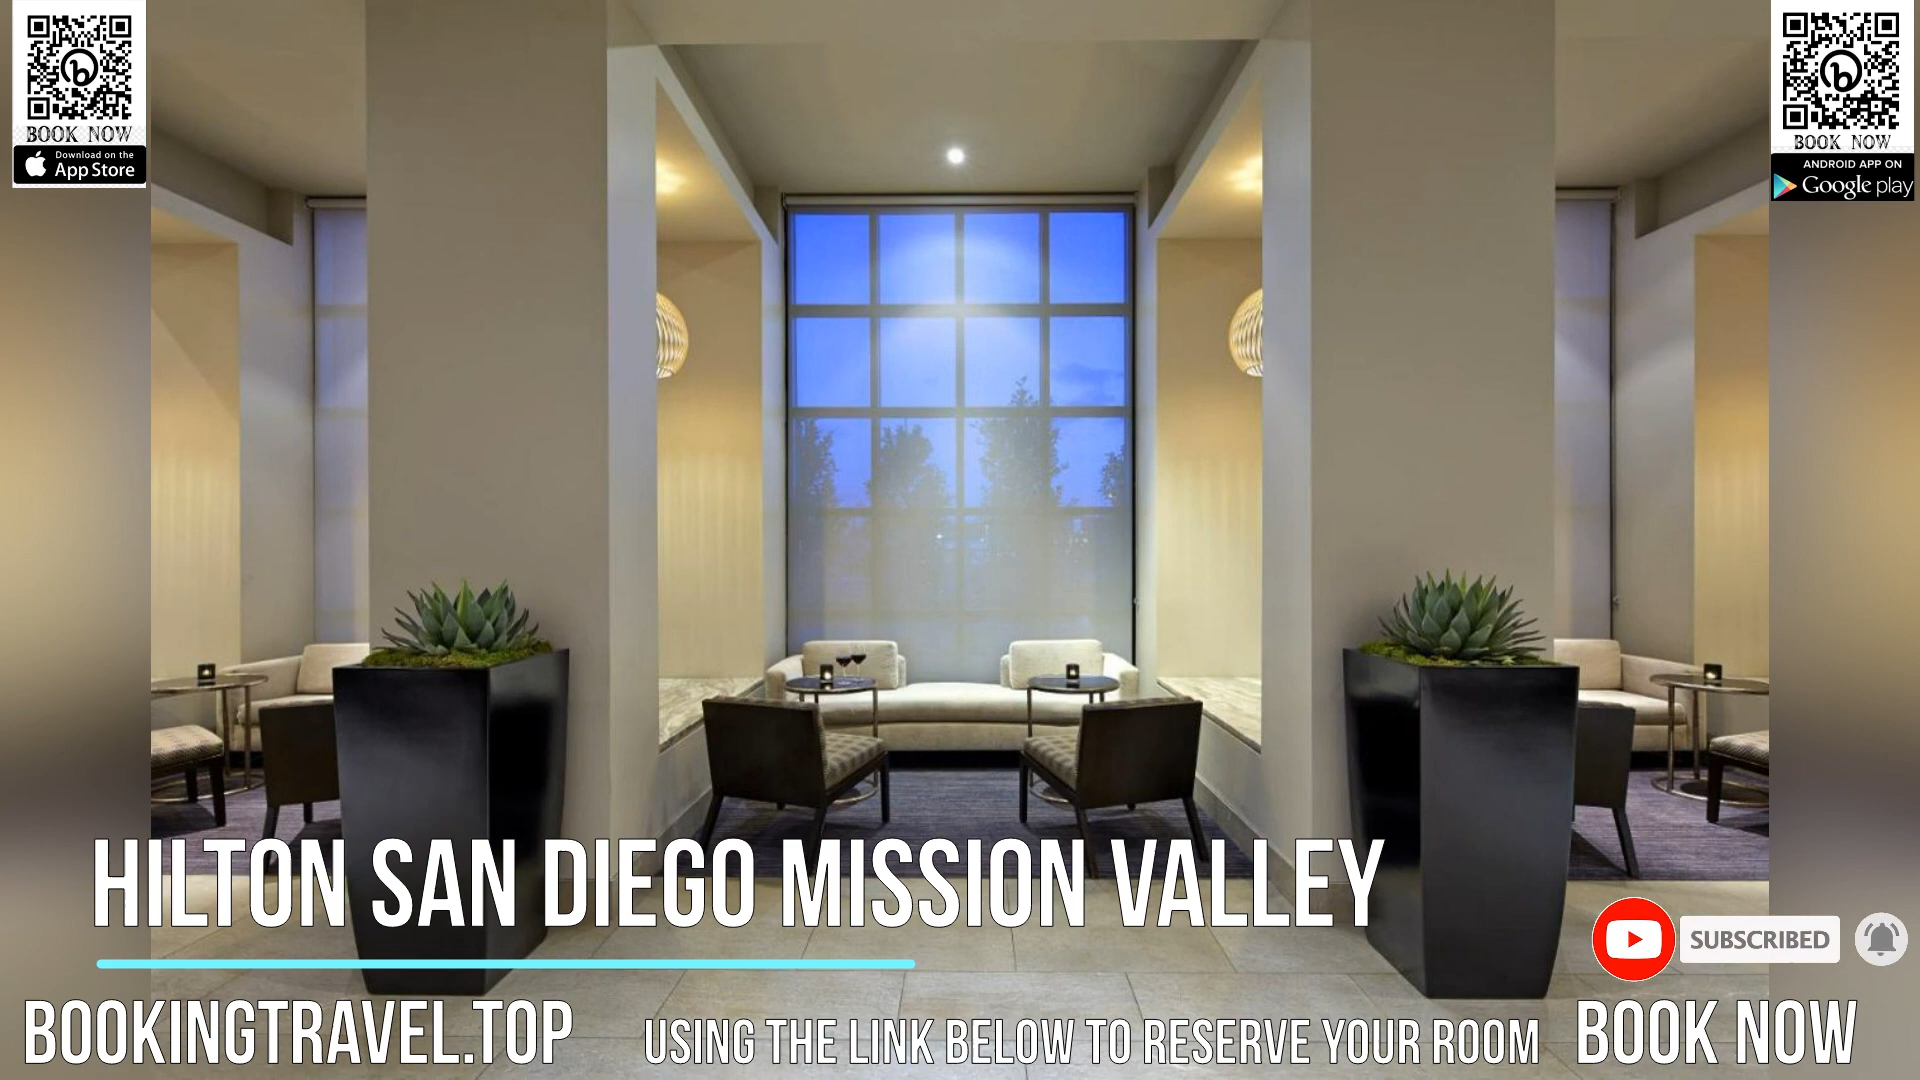 BOOK NOW
Download on the
App Store
BOOK NOW
ANDROID APP ON
Google play
HILTON SAN DIEGO MISSION VALLEY
SUBSCRIBED
BOOKINGTRAVEL.TOP
USING THE LINK BELOW TO RESERVE YOUR ROOM
BOOK NOW